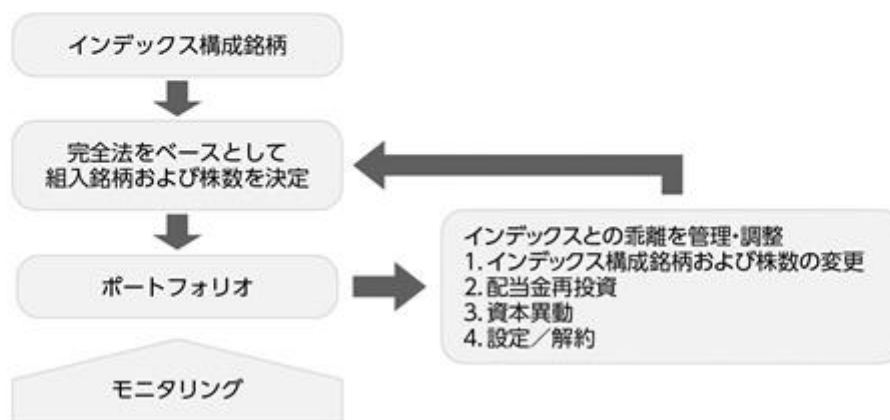 インデックス構成銘柄
完全法をベースとして
組入銘柄および株数を決定
ポートフォリオ
モニタリング
インデックスとの乖離を管理・調整
1.インデックス構成銘柄および株数の変更
2.配当金再投資
3.資本異動
4.設定／解約